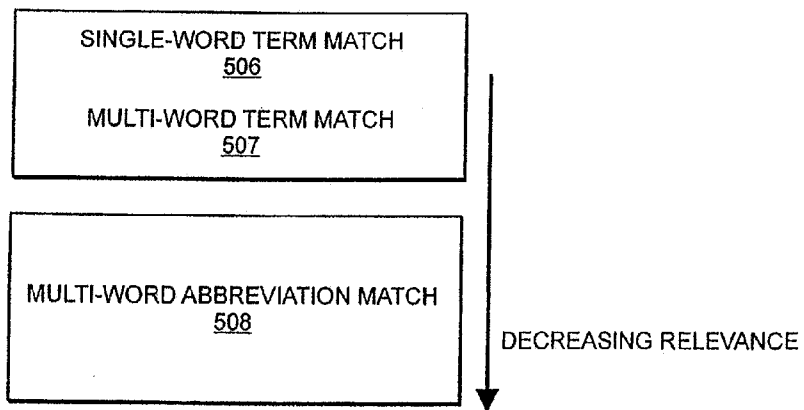 SINGLE-WORD TERM MATCH
506
MULTI-WORD TERM MATCH
507
MULTI-WORD ABBREVIATION MATCH
508
DECREASING RELEVANCE